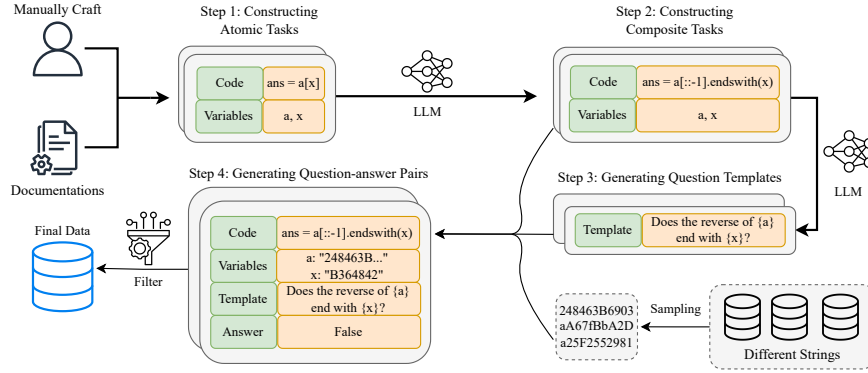 Manually Craft
Documentations
Step 1: Constructing
Atomic Tasks
Code
ans = a[x]
Variables
a, x
LLM
Step 2: Constructing
Composite Tasks
Code
ans = a[::-1].endswith(x)
Variables
a, x
LLM
Step 3: Generating Question Templates
Template
Does the reverse of {a}
end with {x}?
Different Strings
Sampling
248463B6903
aA67fBbA2D
a25F2552981
Step 4: Generating Question-answer Pairs
Code
ans = a[::-1].endswith(x)
Variables
a: "248463B..."
x: "B364842"
Template
Does the reverse of {a}
end with {x}?
Answer
False
Filter
Final Data